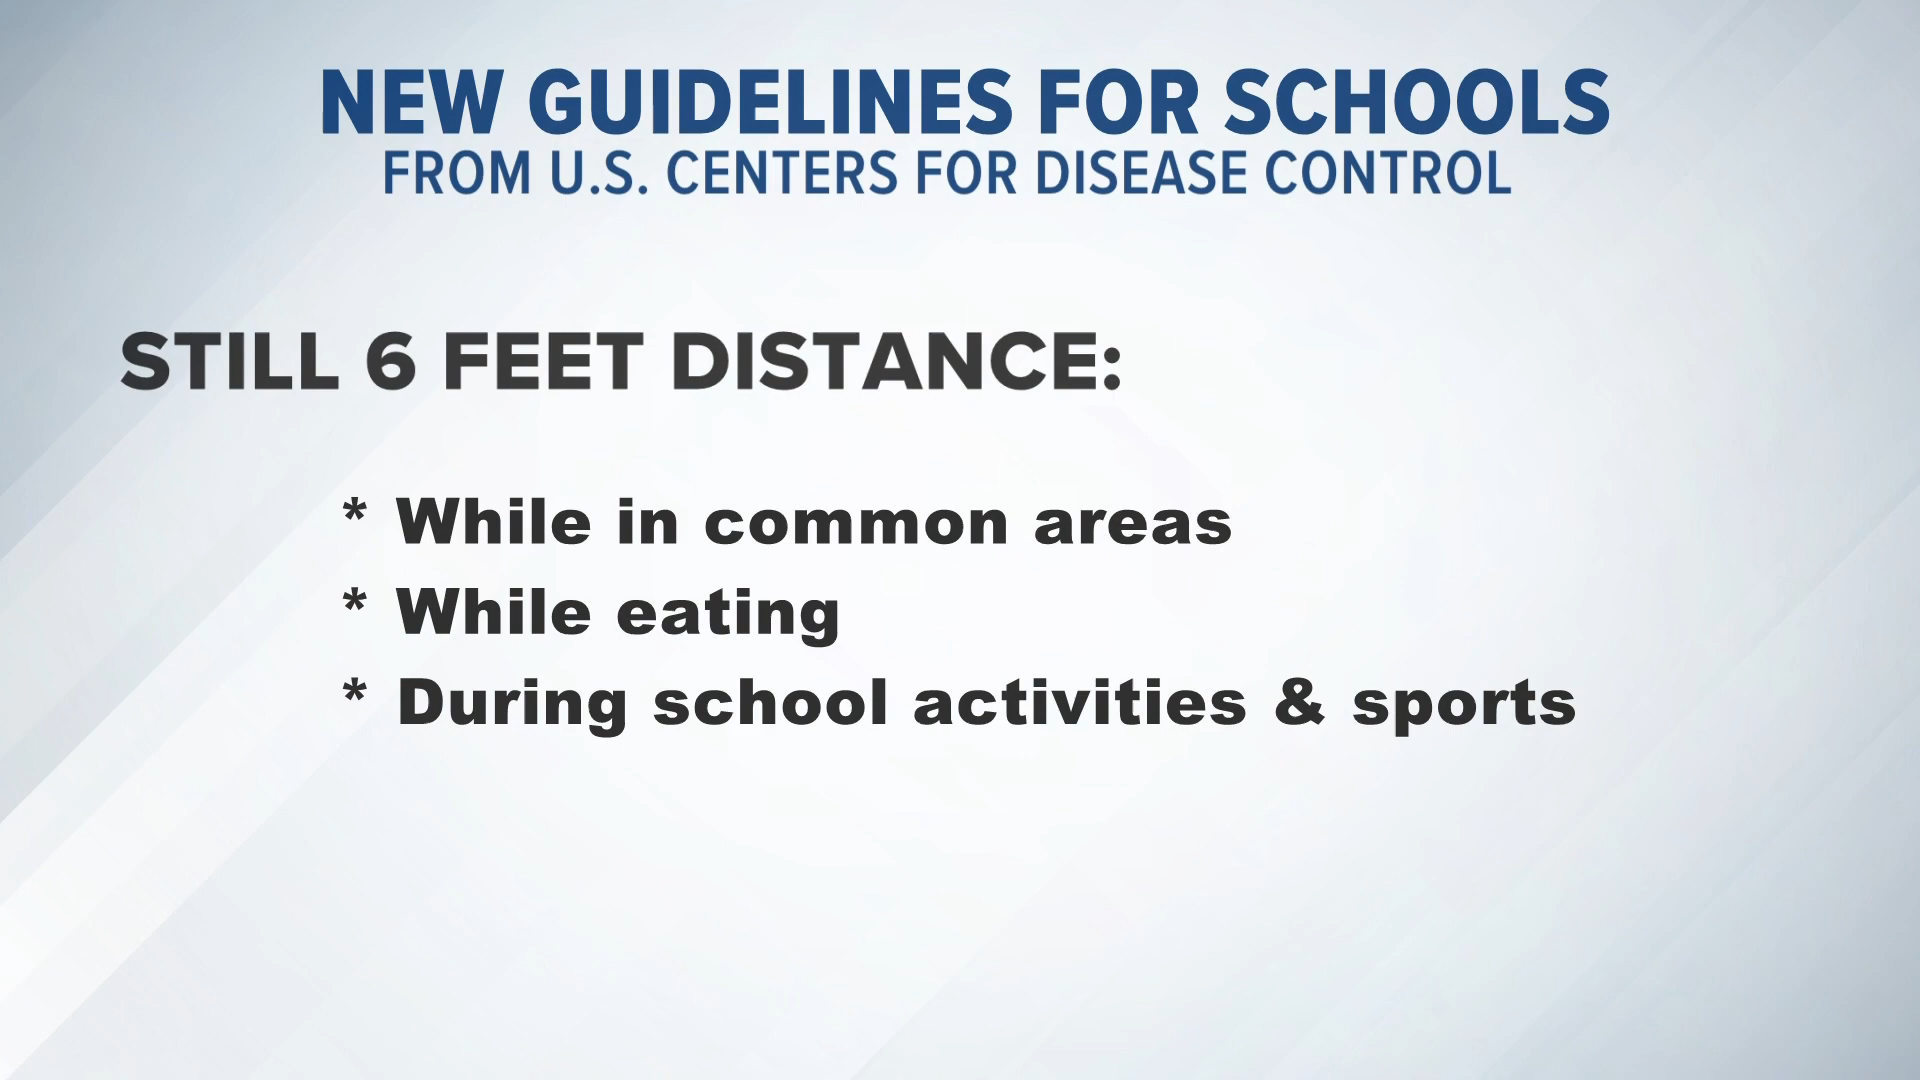 NEW GUIDELINES FOR SCHOOLS
FROM U.S. CENTERS FOR DISEASE CONTROL
STILL 6 FEET DISTANCE:
* While in common areas
* While eating
* During school activities & sports